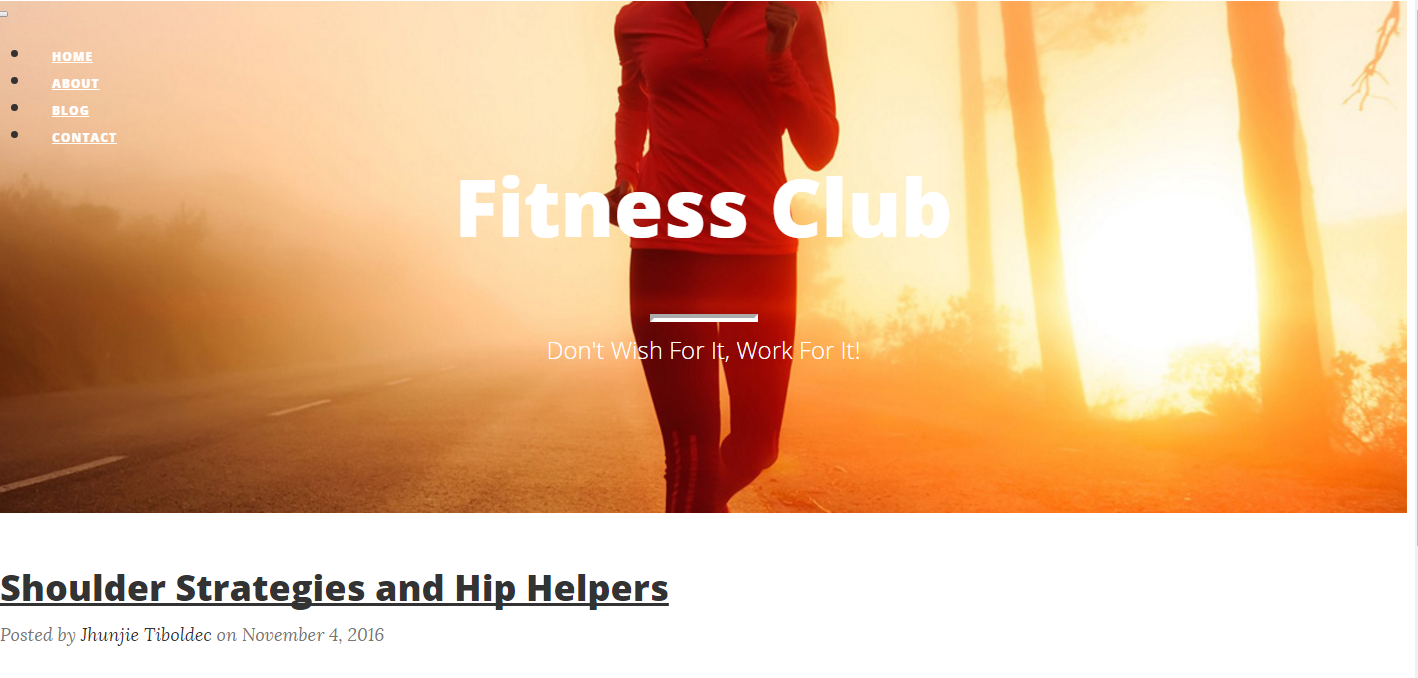 HOME
ABOUT
BLOG
CONTACT
Fitness Club
Don't Wish For It, Work For It!
Shoulder Strategies and Hip Helpers
Posted by Jhunjie Tiboldec on November 4, 2016